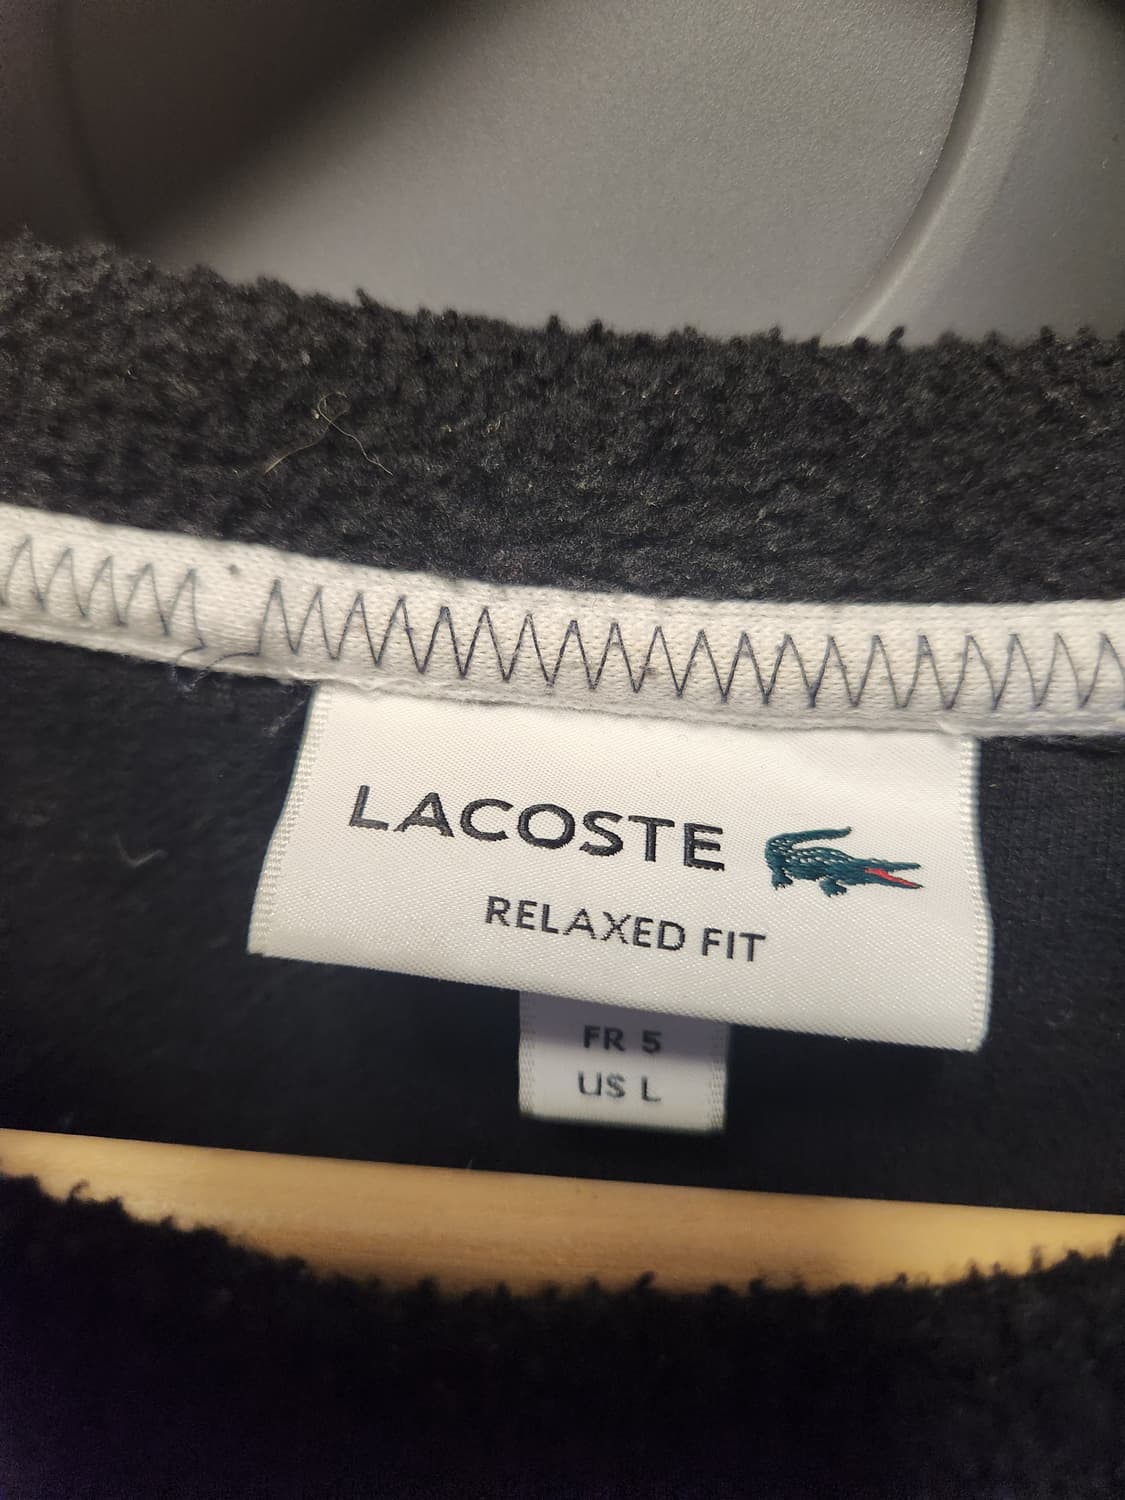 LACOSTE
RELAXED FIT
FR 5
US L